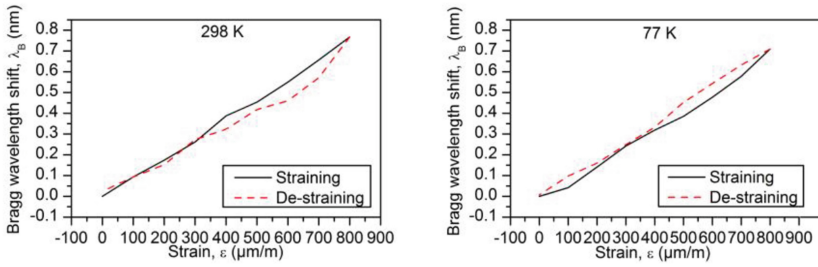 298 K
Bragg wavelength shift, λB (nm)
0.8
0.7
0.6
0.5
0.4
0.3
0.2
0.1
0.0
-0.1
Straining
De-straining
-100 0 100 200 300 400 500 600 700 800 900
Strain, ε (μm/m)
77 K
Bragg wavelength shift, λB (nm)
0.8
0.7
0.6
0.5
0.4
0.3
0.2
0.1
0.0
-0.1
Straining
De-straining
-100 0 100 200 300 400 500 600 700 800 900
Strain, ε (μm/m)